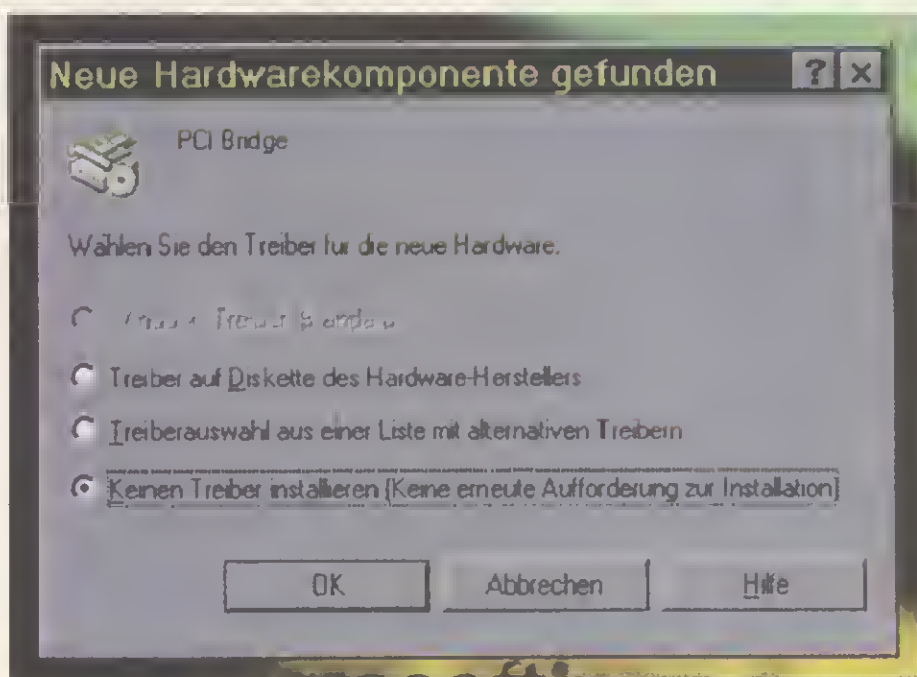 Neue Hardwarekomponente gefunden
PCI Bridge
Wählen Sie den Treiber für die neue Hardware.
Treiber auf Diskette des Hardware-Herstellers
Treiberauswahl aus einer Liste mit alternativen Treibern
Keinen Treiber installieren (Keine erneute Aufforderung zur Installation)
OK
Abbrechen
Hilfe